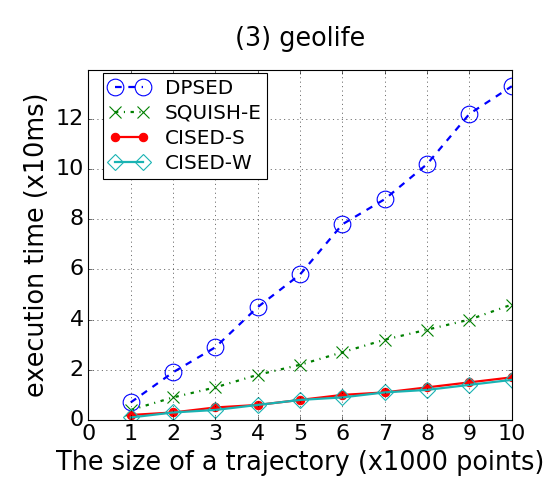 (3) geolife
DPSED
SQUISH-E
CISED-S
CISED-W
execution time (x10ms)
12
10
8
6
4
2
0
0 1 2 3 4 5 6 7 8 9 10
The size of a trajectory (x1000 points)